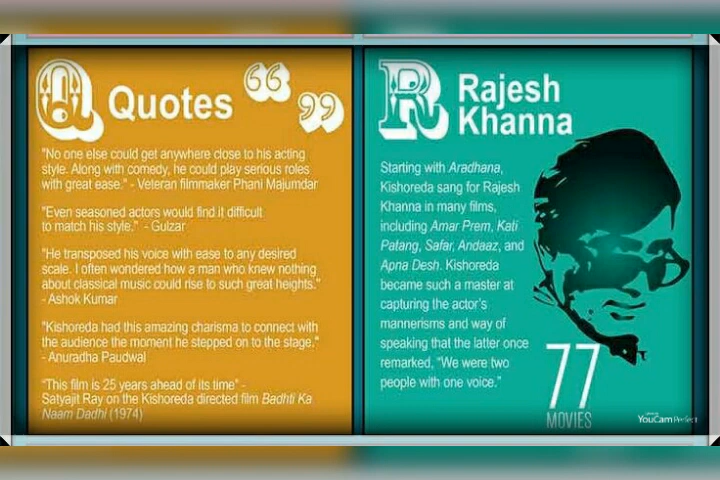 Q Quotes “ ”
"No one else could get anywhere close to his acting
style. Along with comedy, he could play serious roles
with great ease." - Veteran filmmaker Phani Majumdar
"Even seasoned actors would find it difficult
to match his style." - Gulzar
"He transposed his voice with ease to any desired
scale. I often wondered how a man who knew nothing
about classical music could rise to such great heights."
- Ashok Kumar
"Kishoreda had this amazing charisma to connect with
the audience the moment he stepped on to the stage."
- Anuradha Paudwal
“This film is 25 years ahead of its time” -
Satyajit Ray on the Kishoreda directed film Badhti Ka
Naam Dadhi (1974)
R Rajesh
Khanna
Starting with Aradhana,
Kishoreda sang for Rajesh
Khanna in many films,
including Amar Prem, Kati
Patang, Safar, Andaaz, and
Apna Desh. Kishoreda
became such a master at
capturing the actor’s
mannerisms and way of
speaking that the latter once
remarked, “We were two
people with one voice.”
77
MOVIES
YouCam Perfect